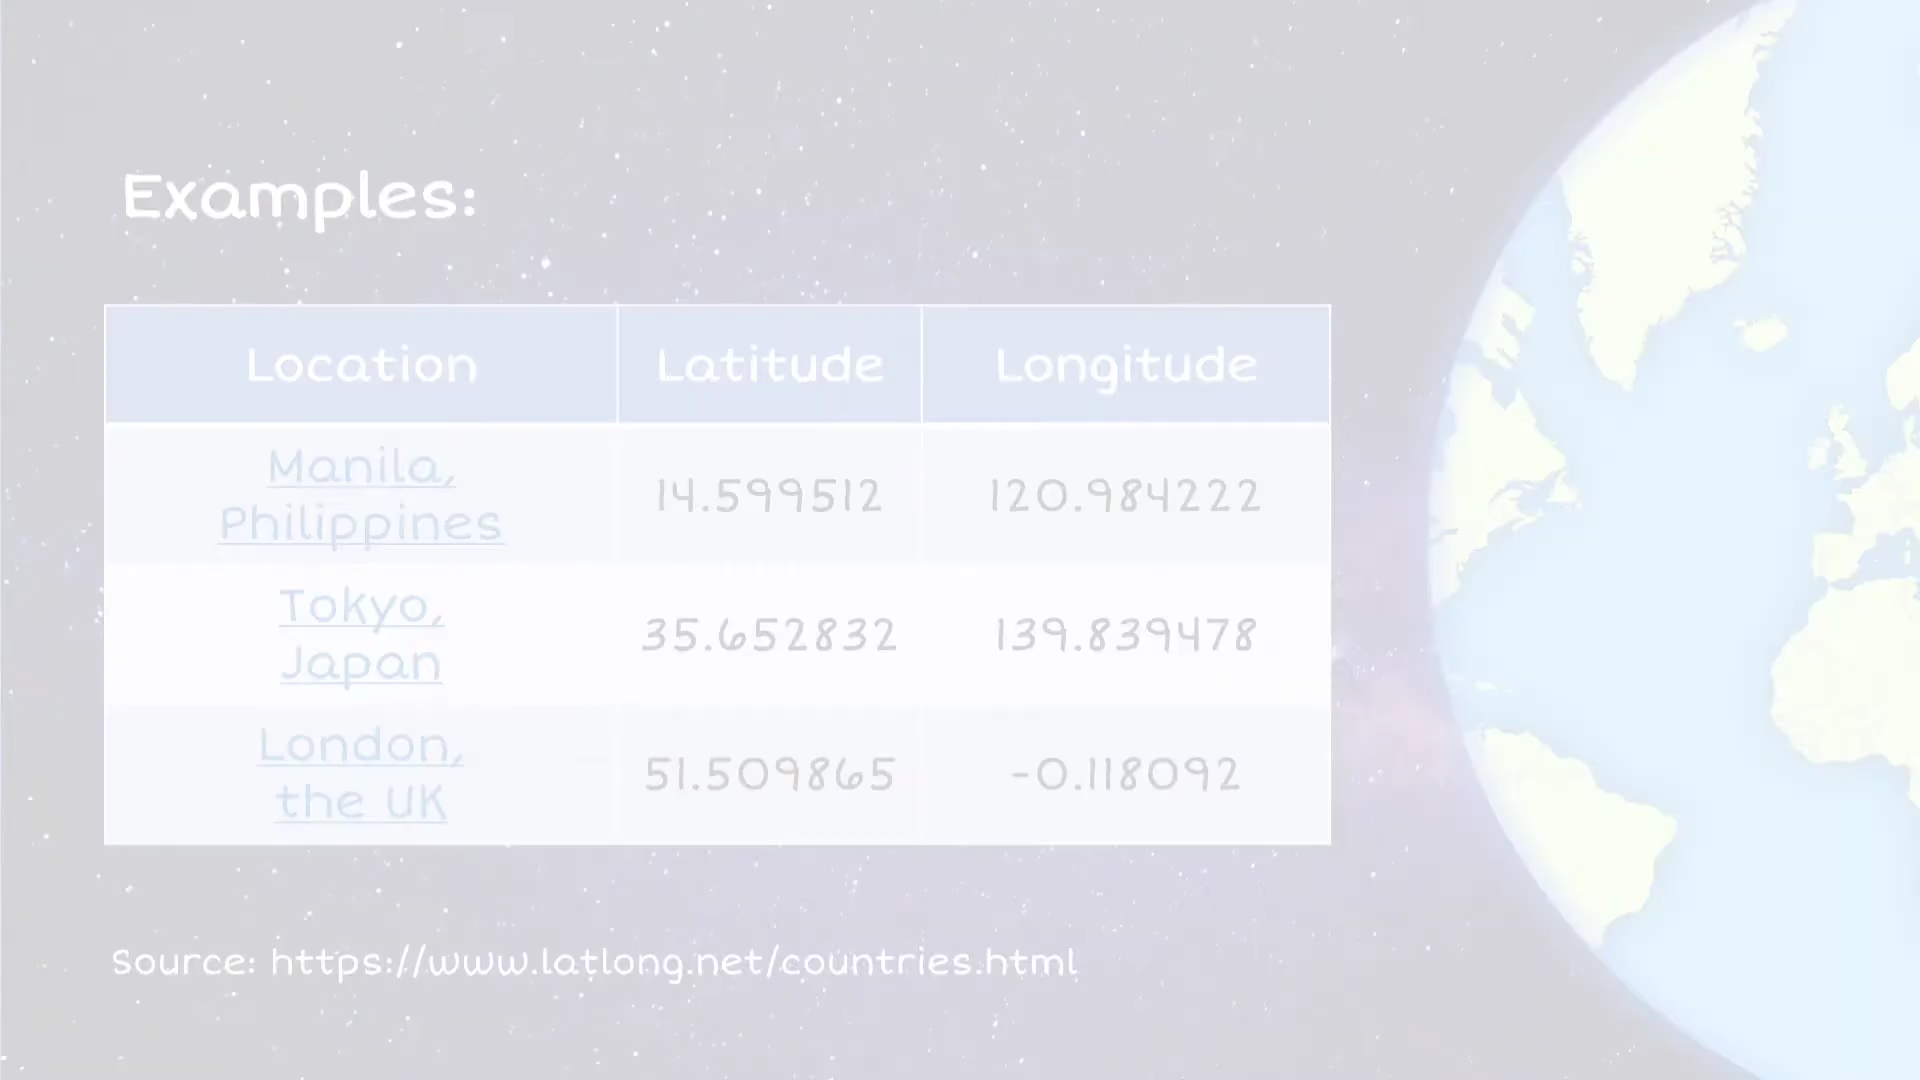 Examples:
Location Latitude Longitude
Manila,
Philippines 14.599512 120.984222
Tokyo,
Japan 35.652832 139.839478
London,
the UK 51.509865 -0.118092
Source: https://www.latlong.net/countries.html